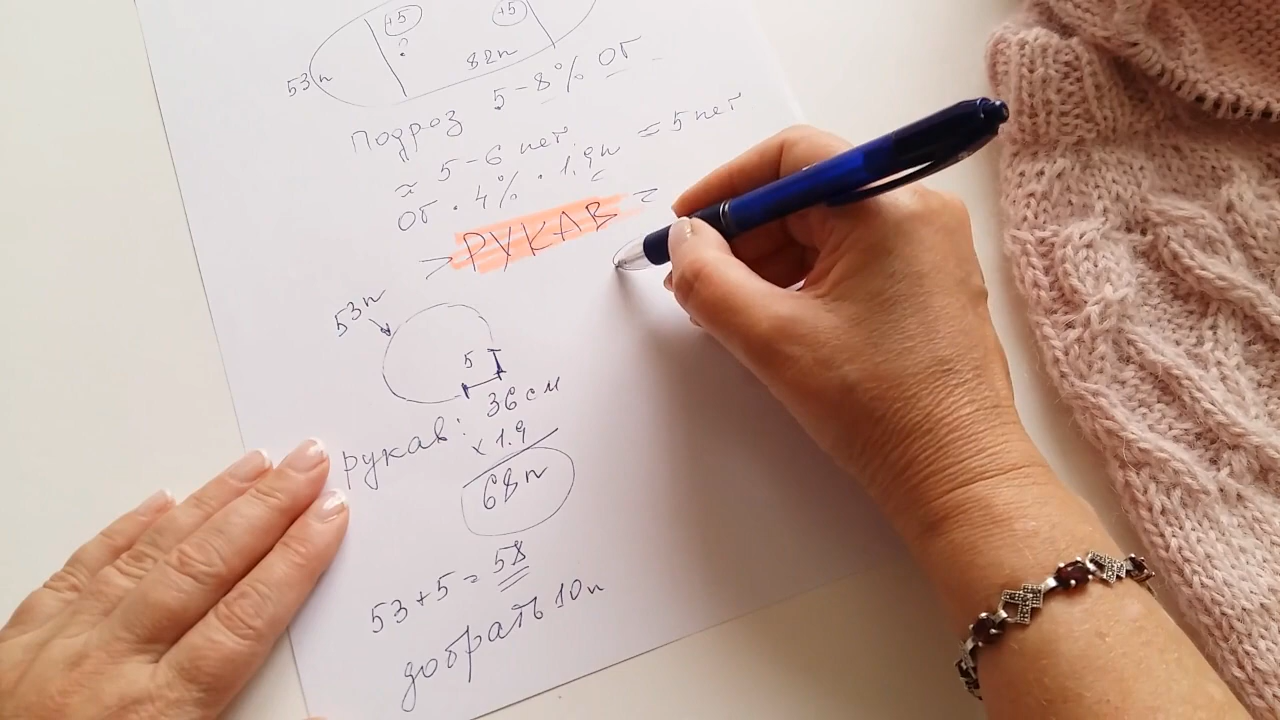 +5 +5
?
53п 82п
Подроз 5-8% ОГ
≈ 5-6 пет
ОГ · 4% · 1,9п ≈ 5 пет
> РУКАВ =
53п
5
рукав: 36 см
× 1.9
68п
53+5=58
добрать 10п